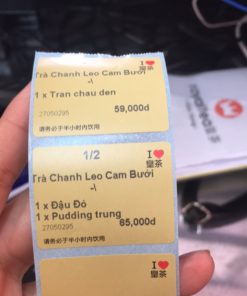 Trà Chanh Leo Cam Bưởi
1 x Tran chau den
59,000đ
27050295
请务必于半小时内饮用
I ❤
皇茶
1/2
I ❤
皇茶
Trà Chanh Leo Cam Bưởi
-\
1 x Đậu Đỏ
1 x Pudding trung
65,000đ
27050295
请务必于半小时内饮用
I ❤
皇茶